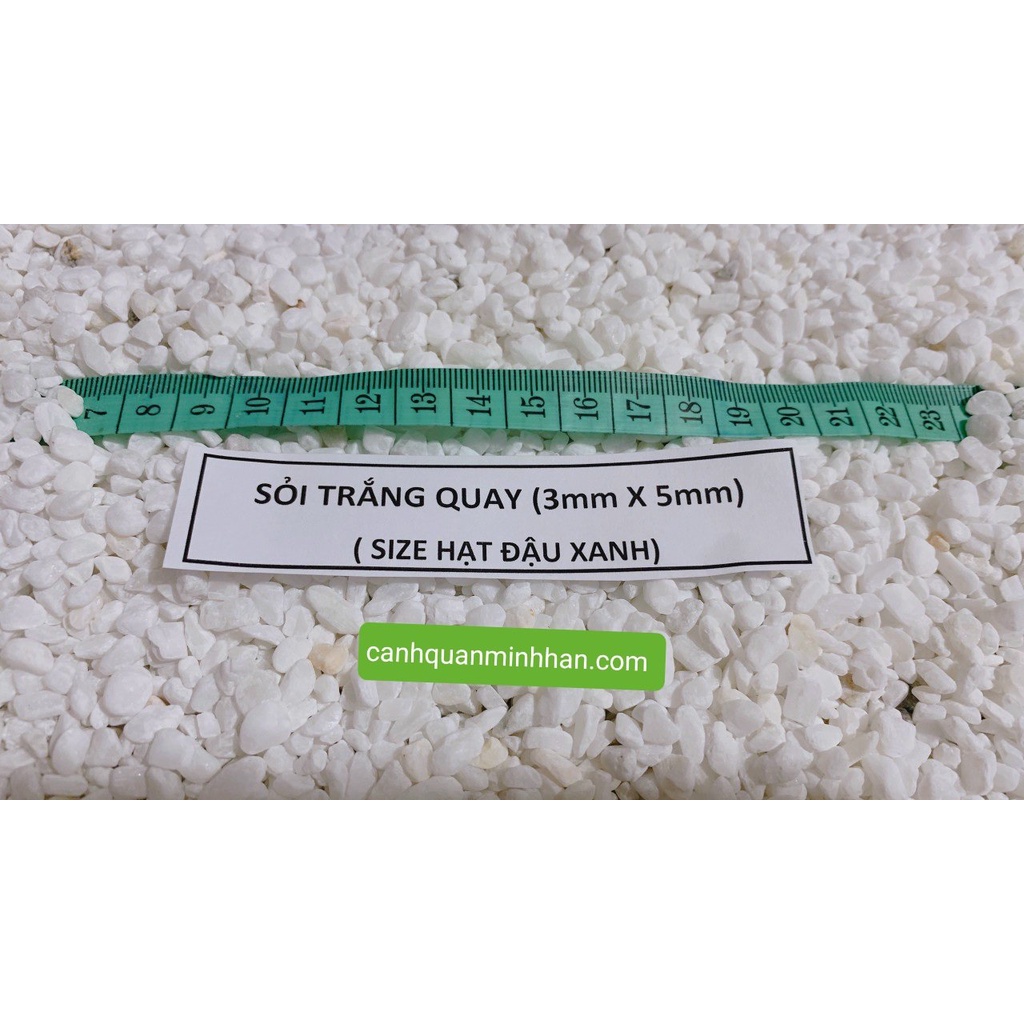 7 8 9 10 11 12 13 14 15 16 17 18 19 20 21 22 23
SỎI TRẮNG QUAY (3mm X 5mm)
( SIZE HẠT ĐẬU XANH)
canhquanminhhan.com